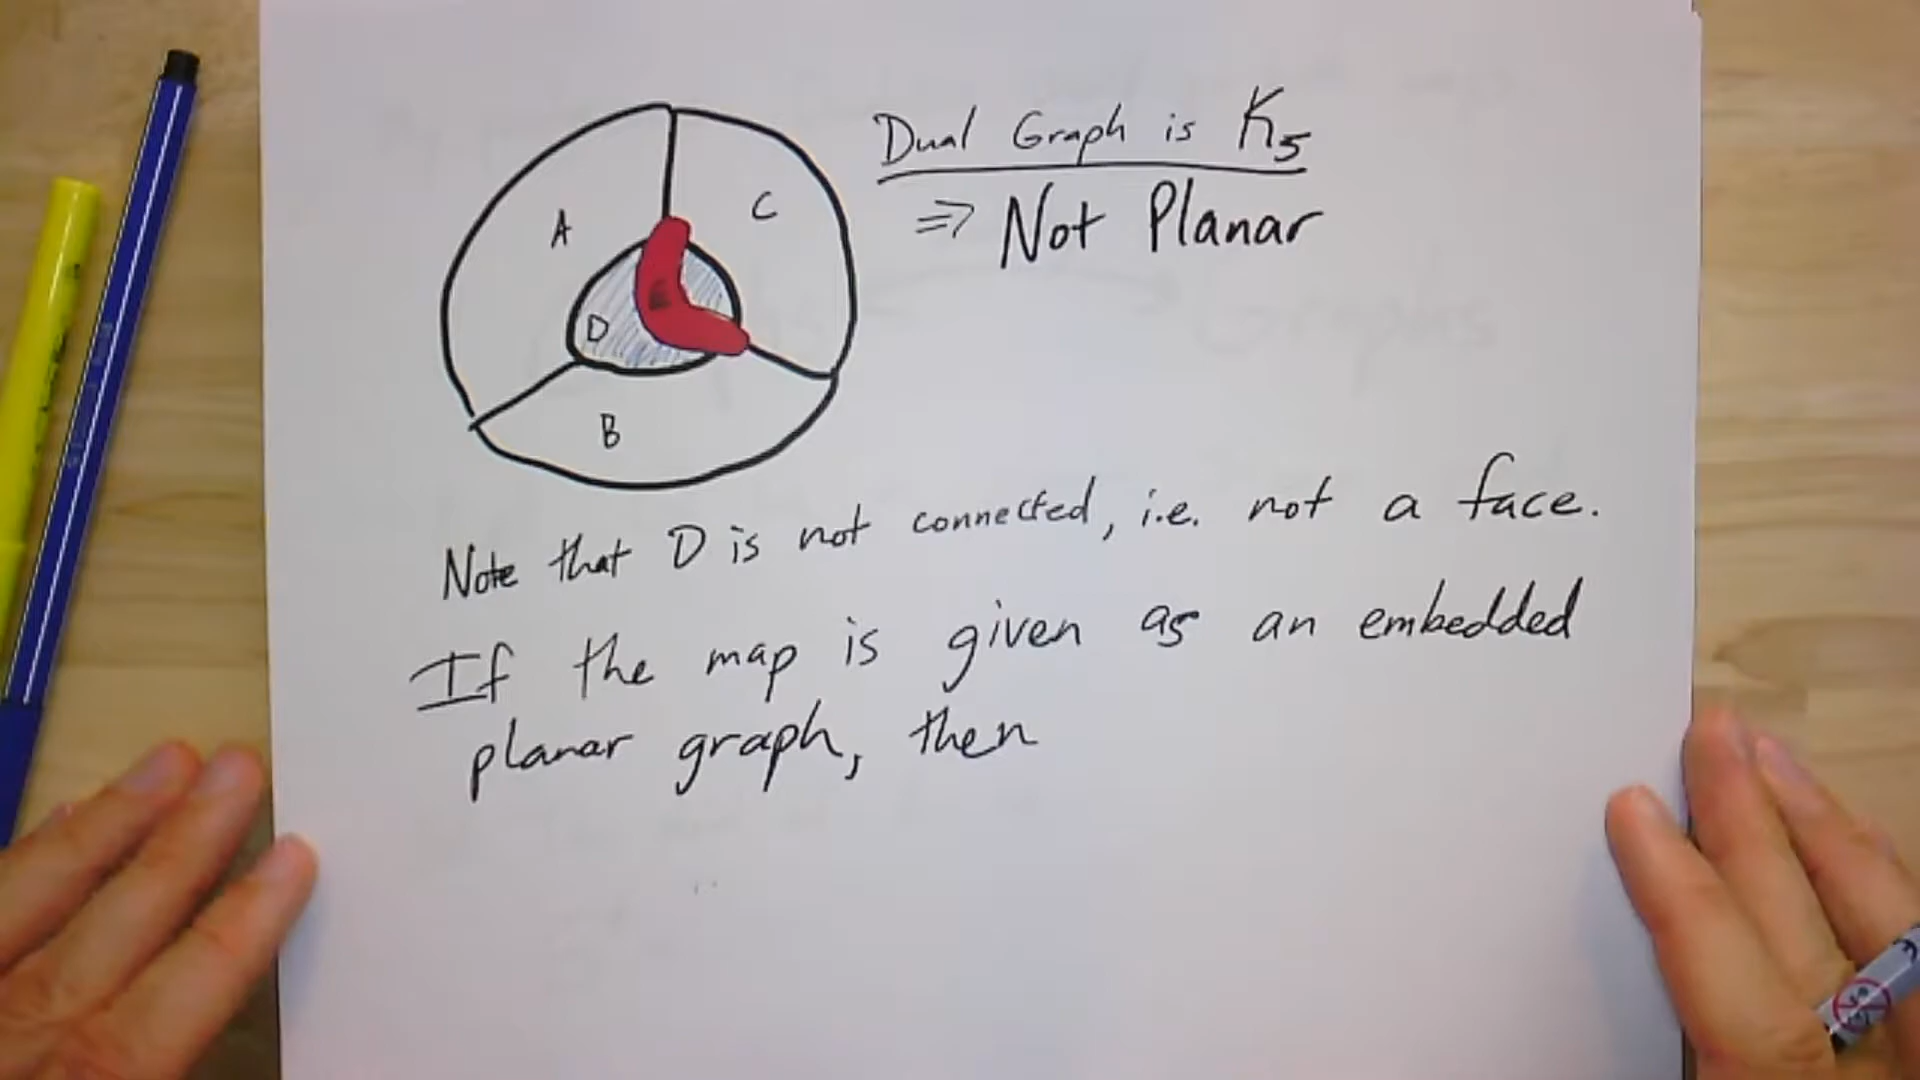 Dual Graph is K5
⇒ Not Planar
A
C
D
B
Note that D is not connected, i.e. not a face.
If the map is given as an embedded
planar graph, then